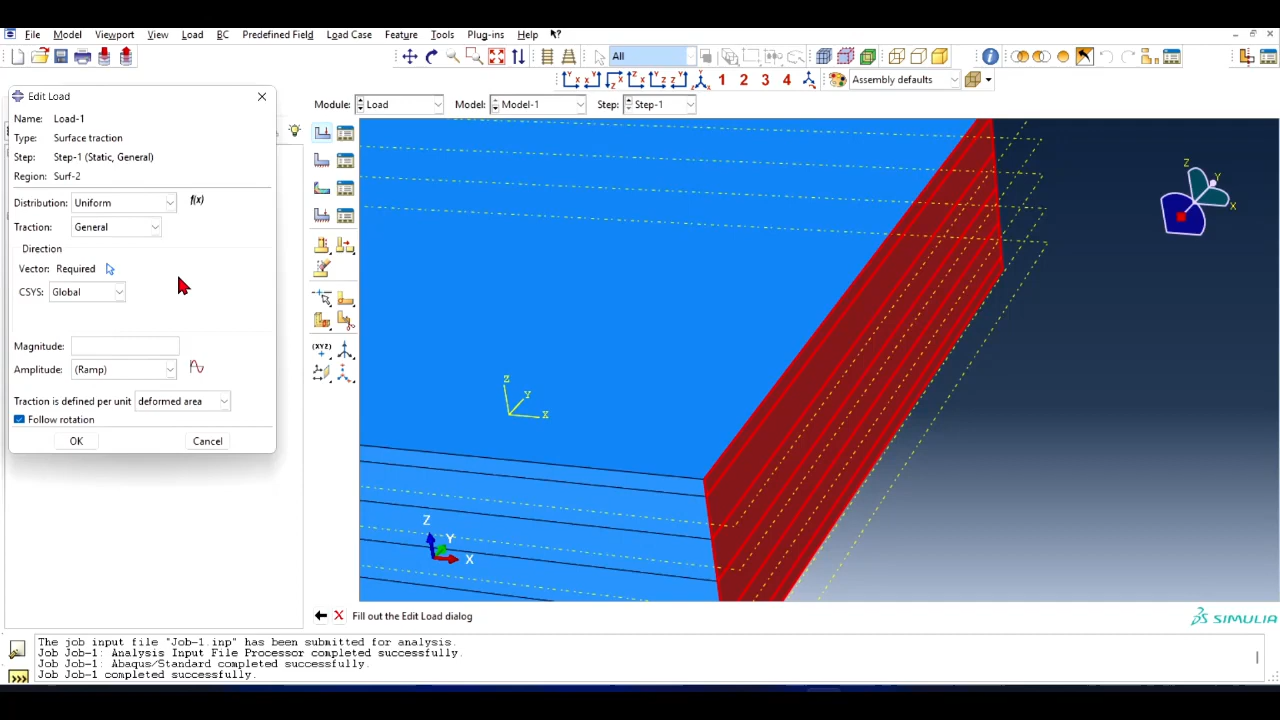 File Model Viewport View Load BC Predefined Field Load Case Feature Tools Plug-ins Help
All
1 2 3 4 Assembly defaults
Module: Load Model: Model-1 Step: Step-1
Edit Load
Name: Load-1
Type: Surface traction
Step: Step-1 (Static, General)
Region: Surf-2
Distribution: Uniform f(x)
Traction: General
Direction
Vector: Required
CSYS: Global
Magnitude:
Amplitude: (Ramp)
Traction is defined per unit deformed area
Follow rotation
OK Cancel
(XYZ)
Z Y X
Z Y X
Z Y X
Fill out the Edit Load dialog
SIMULIA
The job input file "Job-1.inp" has been submitted for analysis.
Job Job-1: Analysis Input File Processor completed successfully.
Job Job-1: Abaqus/Standard completed successfully.
Job Job-1 completed successfully.
>>>